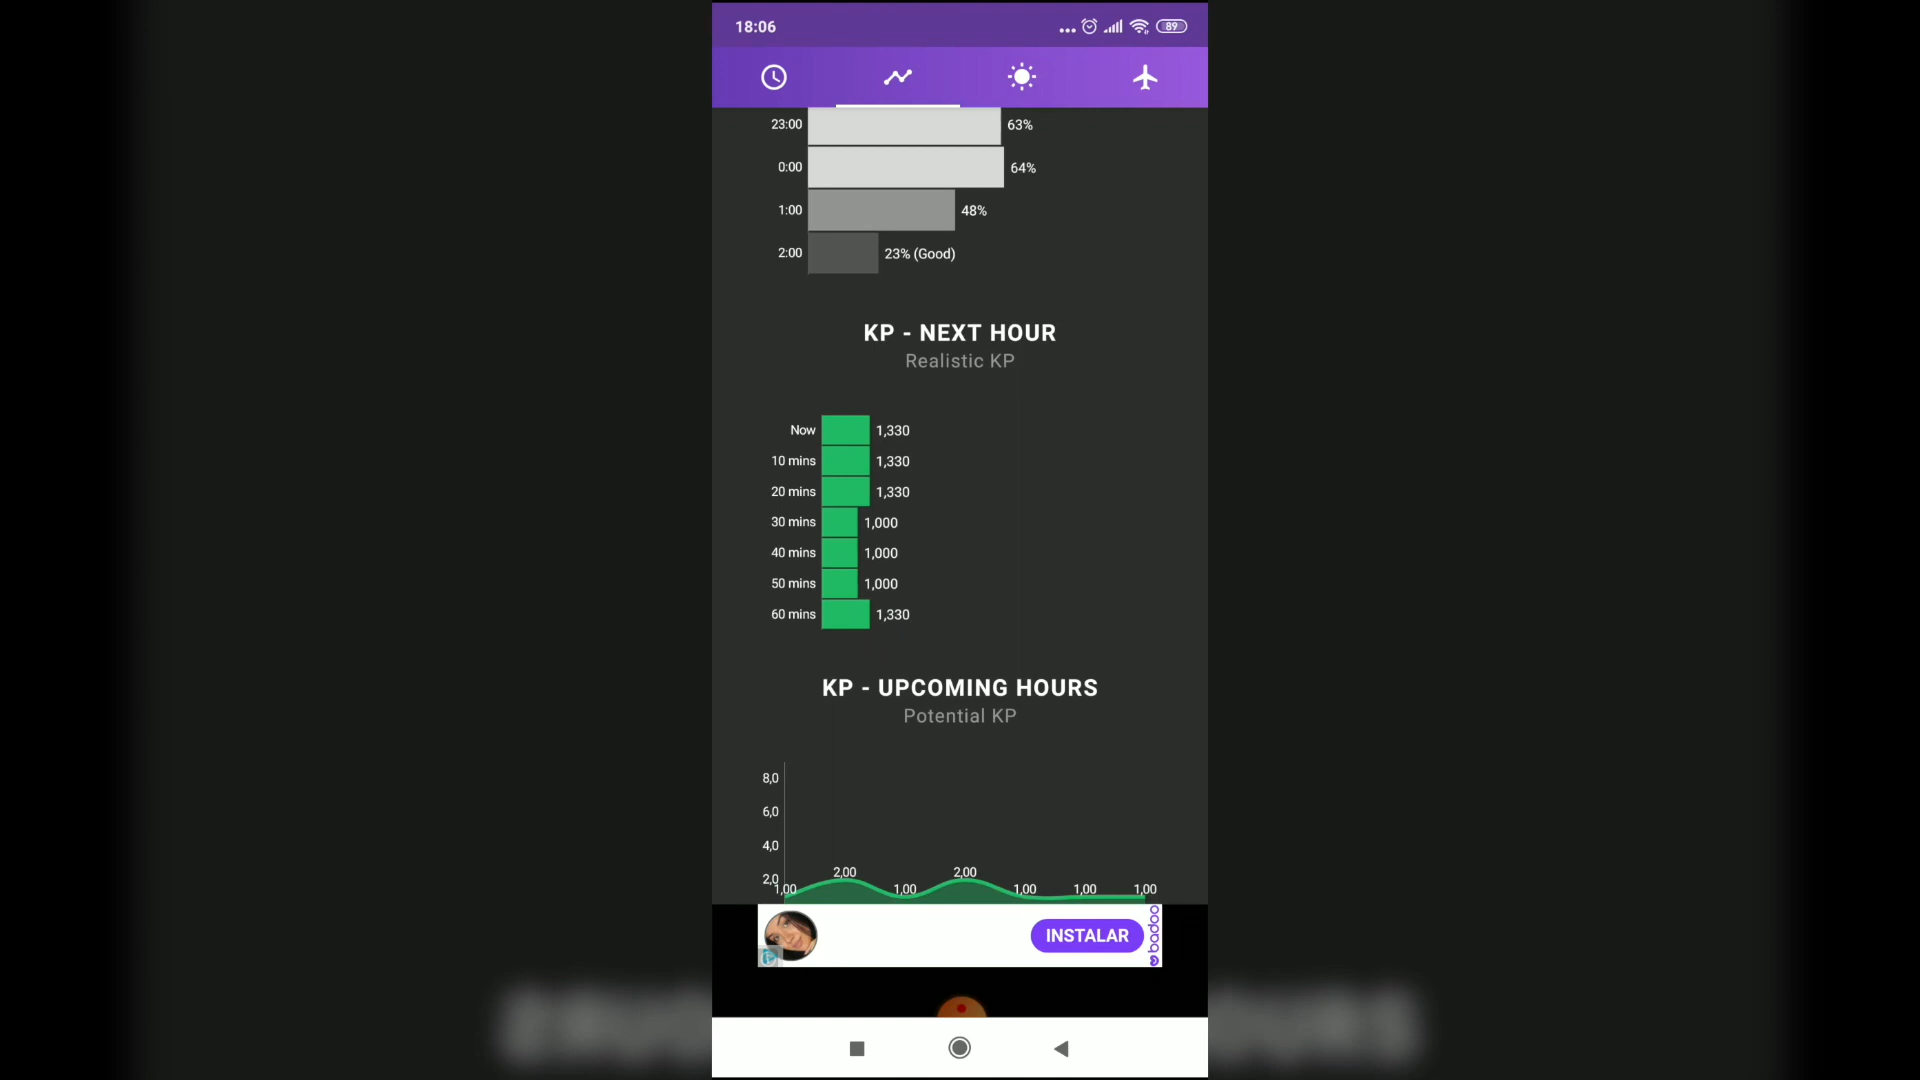 18:06
89
23:00 63%
0:00 64%
1:00 48%
2:00 23% (Good)
KP - NEXT HOUR
Realistic KP
Now 1,330
10 mins 1,330
20 mins 1,330
30 mins 1,000
40 mins 1,000
50 mins 1,000
60 mins 1,330
KP - UPCOMING HOURS
Potential KP
8,0
6,0
4,0
2,0
1,00 2,00 1,00 2,00 1,00 1,00 1,00
INSTALAR
badoo